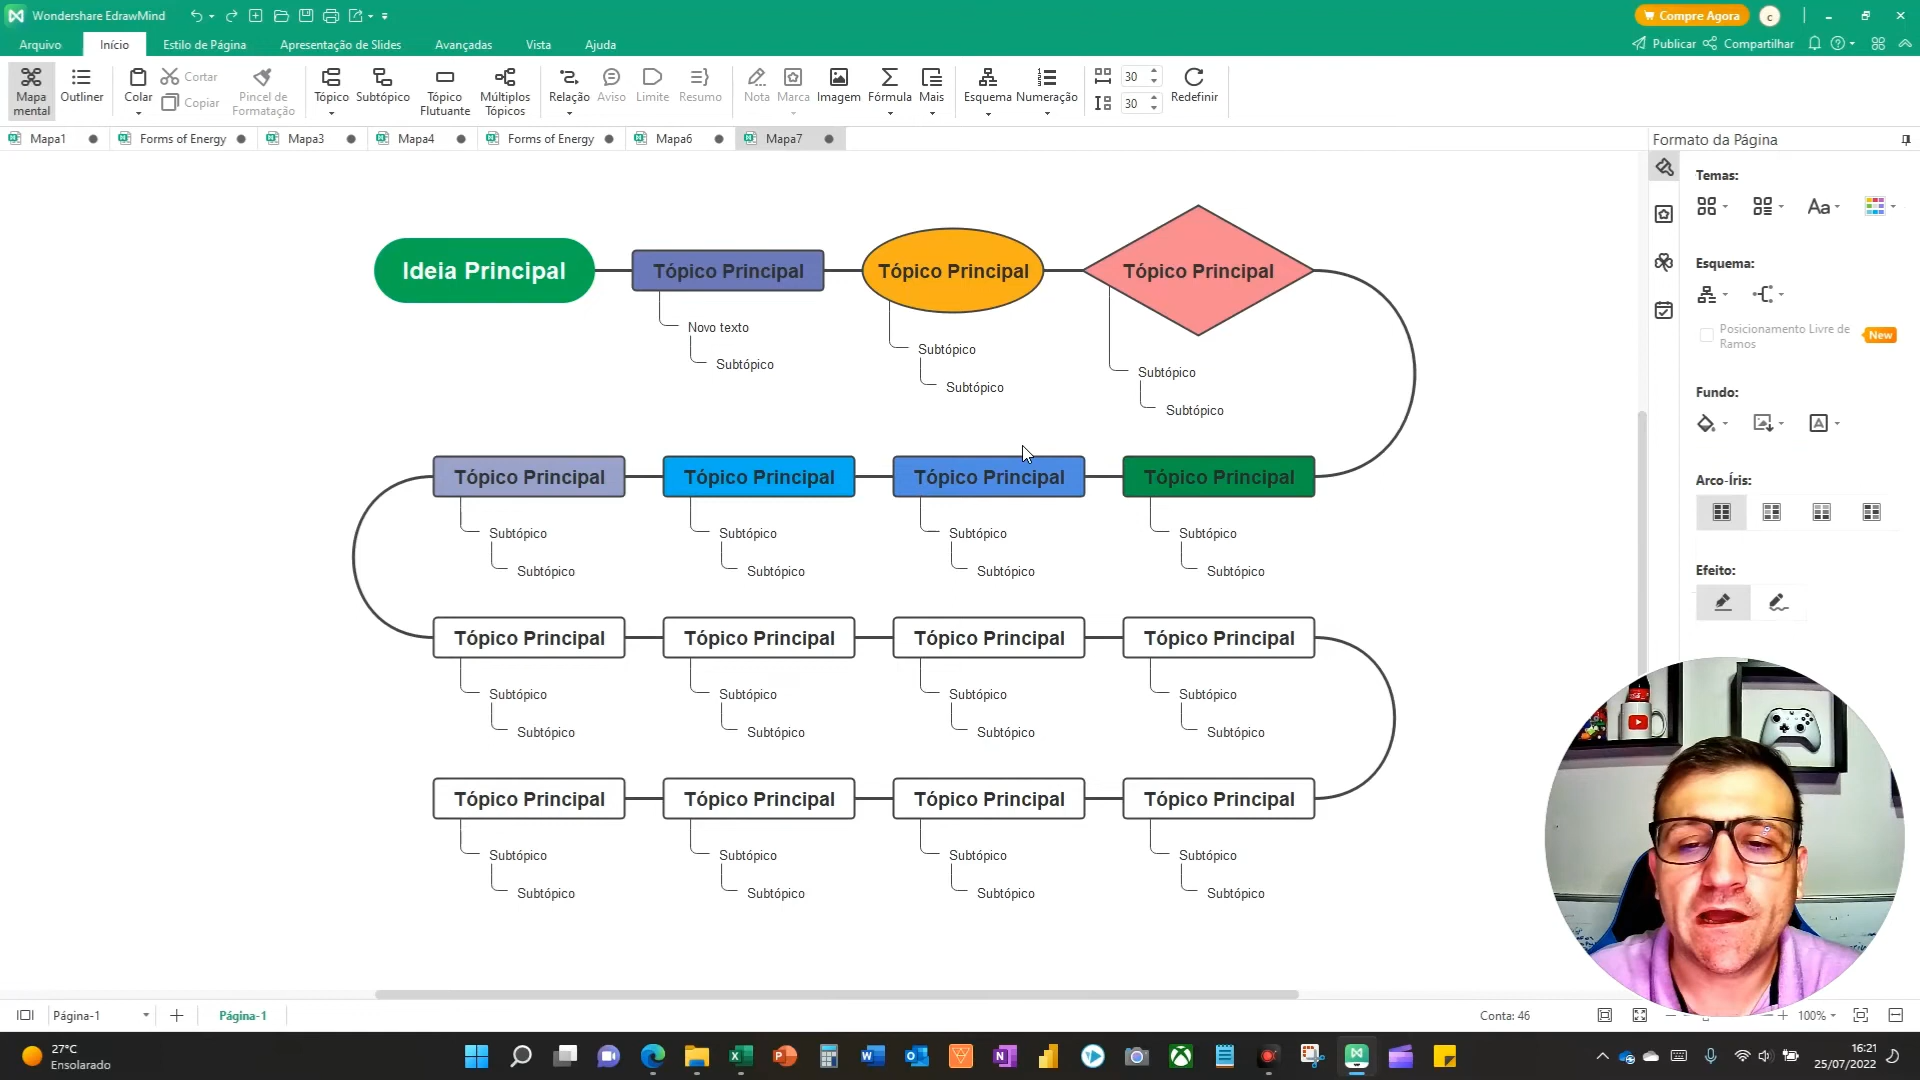 Wondershare EdrawMind
Compre Agora
c
Arquivo
Início
Estilo de Página
Apresentação de Slides
Avançadas
Vista
Ajuda
Publicar
Compartilhar
Mapa mental
Outliner
Colar
Cortar
Copiar
Pincel de Formatação
Tópico
Subtópico
Tópico Flutuante
Múltiplos Tópicos
Relação
Aviso
Limite
Resumo
Nota
Marca
Imagem
Fórmula
Mais
Esquema
Numeração
30
30
Redefinir
Mapa1
Forms of Energy
Mapa3
Mapa4
Forms of Energy
Mapa6
Mapa7
Formato da Página
Temas:
Aa
Esquema:
Posicionamento Livre de
Ramos
New
Fundo:
Arco-Íris:
Efeito:
Ideia Principal
Tópico Principal
Tópico Principal
Tópico Principal
Novo texto
Subtópico
Subtópico
Subtópico
Subtópico
Subtópico
Tópico Principal
Tópico Principal
Tópico Principal
Tópico Principal
Subtópico
Subtópico
Subtópico
Subtópico
Subtópico
Subtópico
Subtópico
Subtópico
Tópico Principal
Tópico Principal
Tópico Principal
Tópico Principal
Subtópico
Subtópico
Subtópico
Subtópico
Subtópico
Subtópico
Subtópico
Subtópico
Tópico Principal
Tópico Principal
Tópico Principal
Tópico Principal
Subtópico
Subtópico
Subtópico
Subtópico
Subtópico
Subtópico
Subtópico
Subtópico
Página-1
Página-1
Conta: 46
100%
27°C
Ensolarado
16:21
25/07/2022